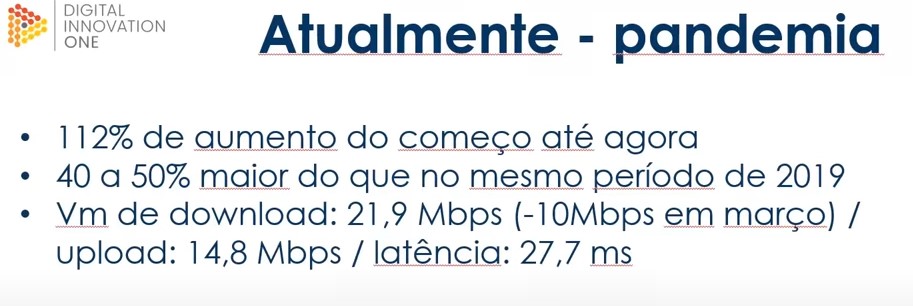 DIGITAL
INNOVATION
ONE
Atualmente - pandemia
• 112% de aumento do começo até agora
• 40 a 50% maior do que no mesmo período de 2019
• Vm de download: 21,9 Mbps (-10Mbps em março) /
upload: 14,8 Mbps / latência: 27,7 ms